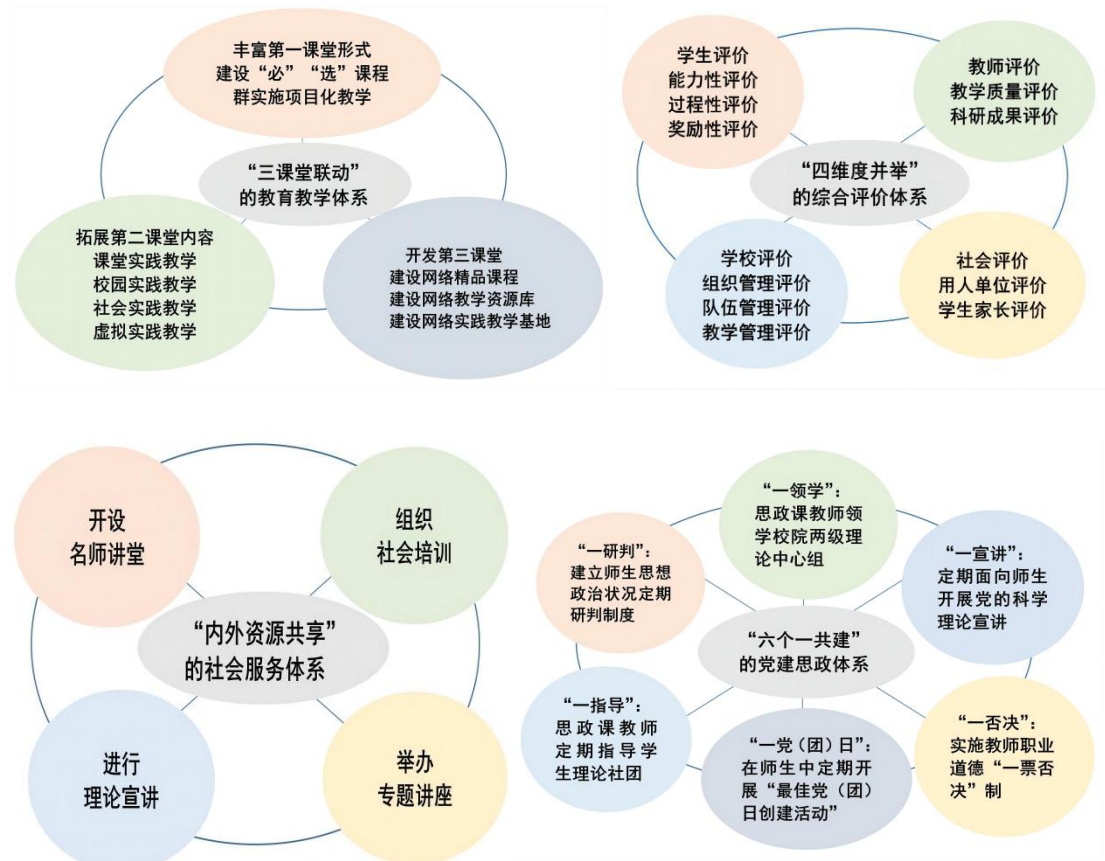 丰富第一课堂形式
建设“必”“选”课程
群实施项目化教学
“三课堂联动”
的教育教学体系
拓展第二课堂内容
课堂实践教学
校园实践教学
社会实践教学
虚拟实践教学
开发第三课堂
建设网络精品课程
建设网络教学资源库
建设网络实践教学基地
学生评价
能力性评价
过程性评价
奖励性评价
教师评价
教学质量评价
科研成果评价
“四维度并举”
的综合评价体系
学校评价
组织管理评价
队伍管理评价
教学管理评价
社会评价
用人单位评价
学生家长评价
开设
名师讲堂
组织
社会培训
“内外资源共享”
的社会服务体系
进行
理论宣讲
举办
专题讲座
“一领学”：
思政课教师领
学校院两级理
论中心组
“一研判”：
建立师生思想
政治状况定期
研判制度
“一宣讲”：
定期面向师生
开展党的科学
理论宣讲
“六个一共建”
的党建思政体系
“一指导”：
思政课教师
定期指导学
生理论社团
“一党（团）日”：
在师生中定期开
展“最佳党（团）
日创建活动”
“一否决”：
实施教师职业
道德“一票否
决”制